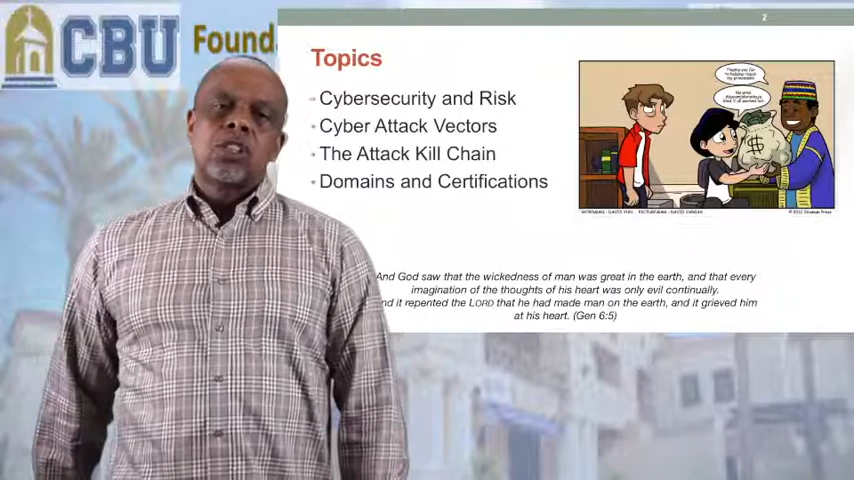 2
CBU
Founda
Topics
Cybersecurity and Risk
Cyber Attack Vectors
The Attack Kill Chain
Domains and Certifications
Thank you for
And God saw that the wickedness of man was great in the earth, and that every
imagination of the thoughts of his heart was only evil continually.
nd it repented the LORD that he had made man on the earth, and it grieved him
at his heart. (Gen 6:5)